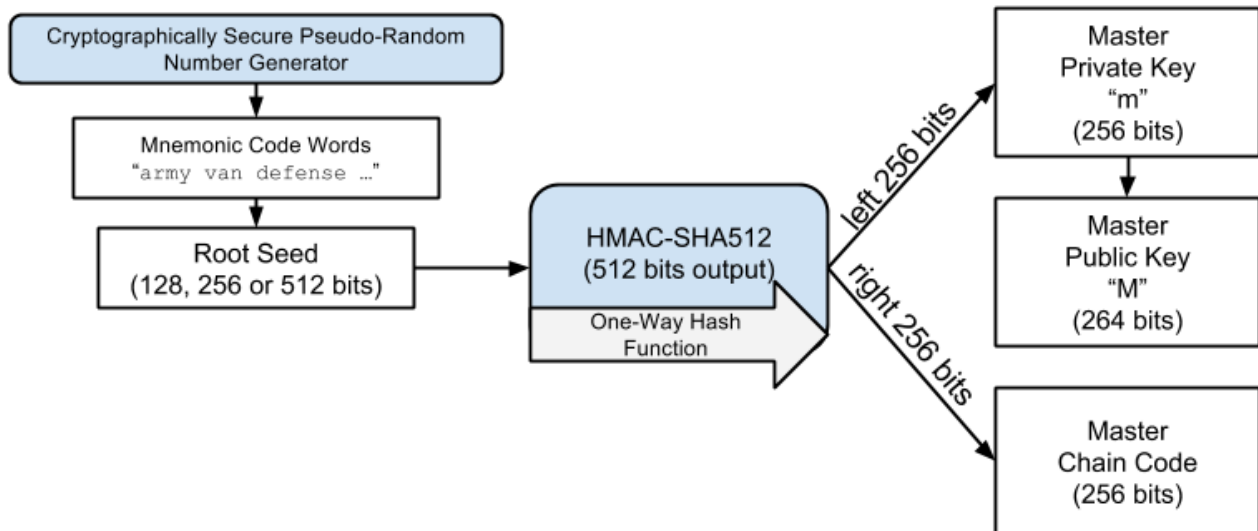 Cryptographically Secure Pseudo-Random
Number Generator
Mnemonic Code Words
“army van defense …”
Root Seed
(128, 256 or 512 bits)
HMAC-SHA512
(512 bits output)
One-Way Hash
Function
left 256 bits
right 256 bits
Master
Private Key
“m”
(256 bits)
Master
Public Key
“M”
(264 bits)
Master
Chain Code
(256 bits)